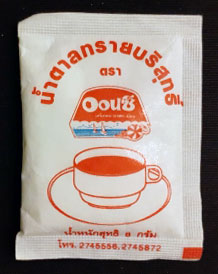 น้ำตาลทรายบริสุทธิ์
ตรา
ออนซ์
น้ำหนักสุทธิ 8 กรัม
โทร. 2745556, 2745872